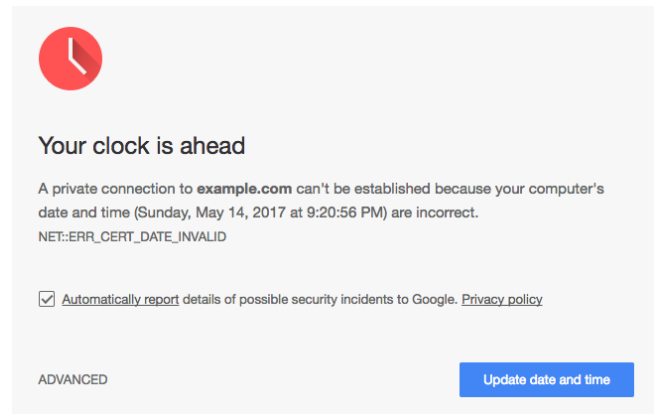 Your clock is ahead
A private connection to example.com can't be established because your computer's
date and time (Sunday, May 14, 2017 at 9:20:56 PM) are incorrect.
NET::ERR_CERT_DATE_INVALID
Automatically report details of possible security incidents to Google. Privacy policy
ADVANCED
Update date and time